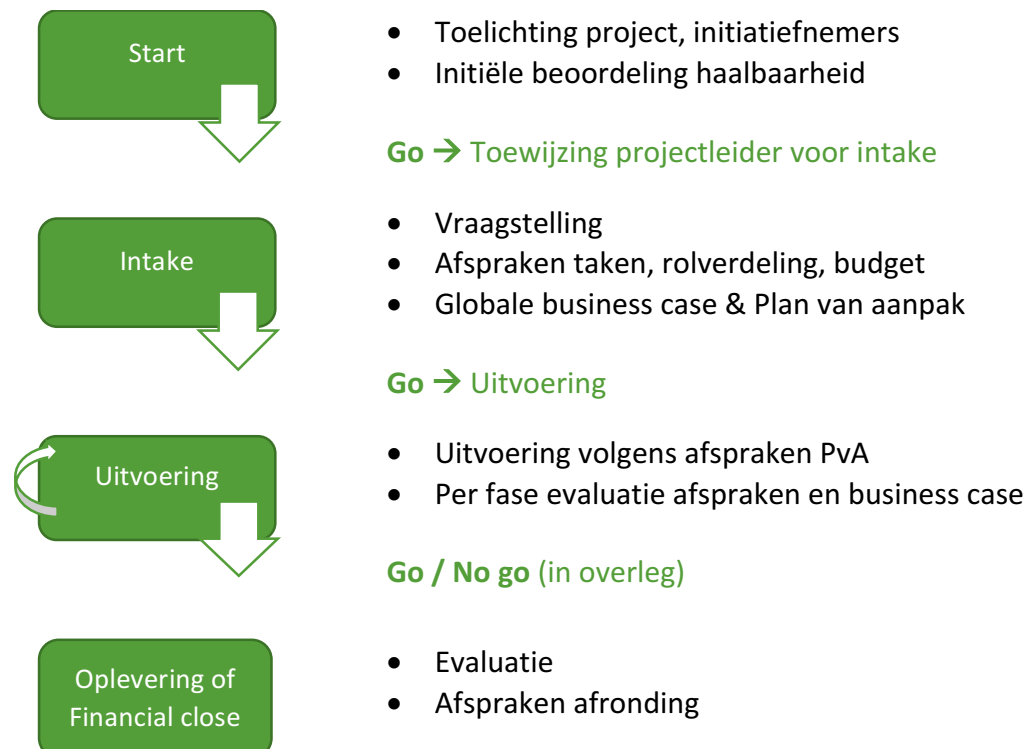 Start
• Toelichting project, initiatiefnemers
• Initiële beoordeling haalbaarheid
Go → Toewijzing projectleider voor intake
Intake
• Vraagstelling
• Afspraken taken, rolverdeling, budget
• Globale business case & Plan van aanpak
Go → Uitvoering
Uitvoering
• Uitvoering volgens afspraken PvA
• Per fase evaluatie afspraken en business case
Go / No go (in overleg)
Oplevering of
Financial close
• Evaluatie
• Afspraken afronding